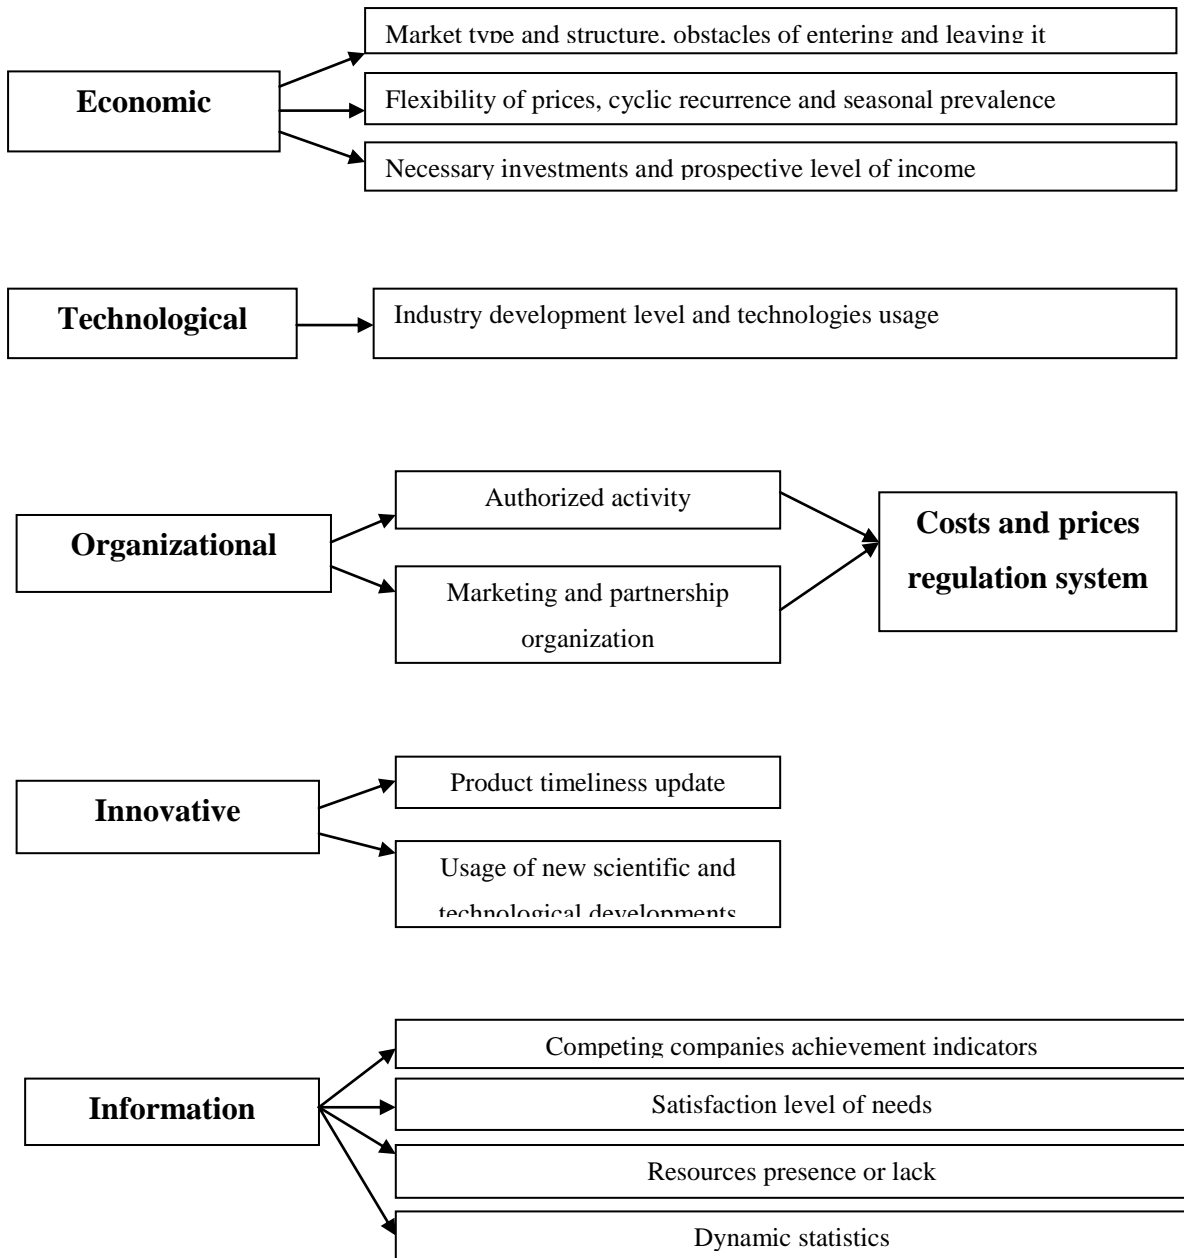 Market type and structure, obstacles of entering and leaving it
Economic
Flexibility of prices, cyclic recurrence and seasonal prevalence
Necessary investments and prospective level of income
Technological
Industry development level and technologies usage
Authorized activity
Organizational
Marketing and partnership
organization
Costs and prices
regulation system
Product timeliness update
Innovative
Usage of new scientific and
technological developments
Competing companies achievement indicators
Information
Satisfaction level of needs
Resources presence or lack
Dynamic statistics